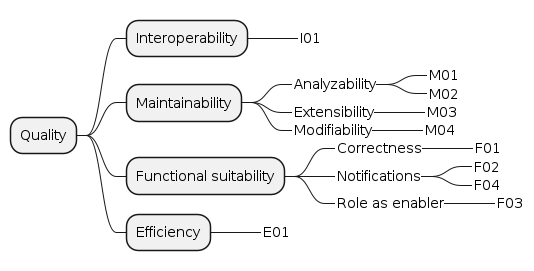 Quality
Interoperability
I01
Maintainability
Analyzability
M01
M02
Extensibility
M03
Modifiability
M04
Functional suitability
Correctness
F01
Notifications
F02
F04
Role as enabler
F03
Efficiency
E01